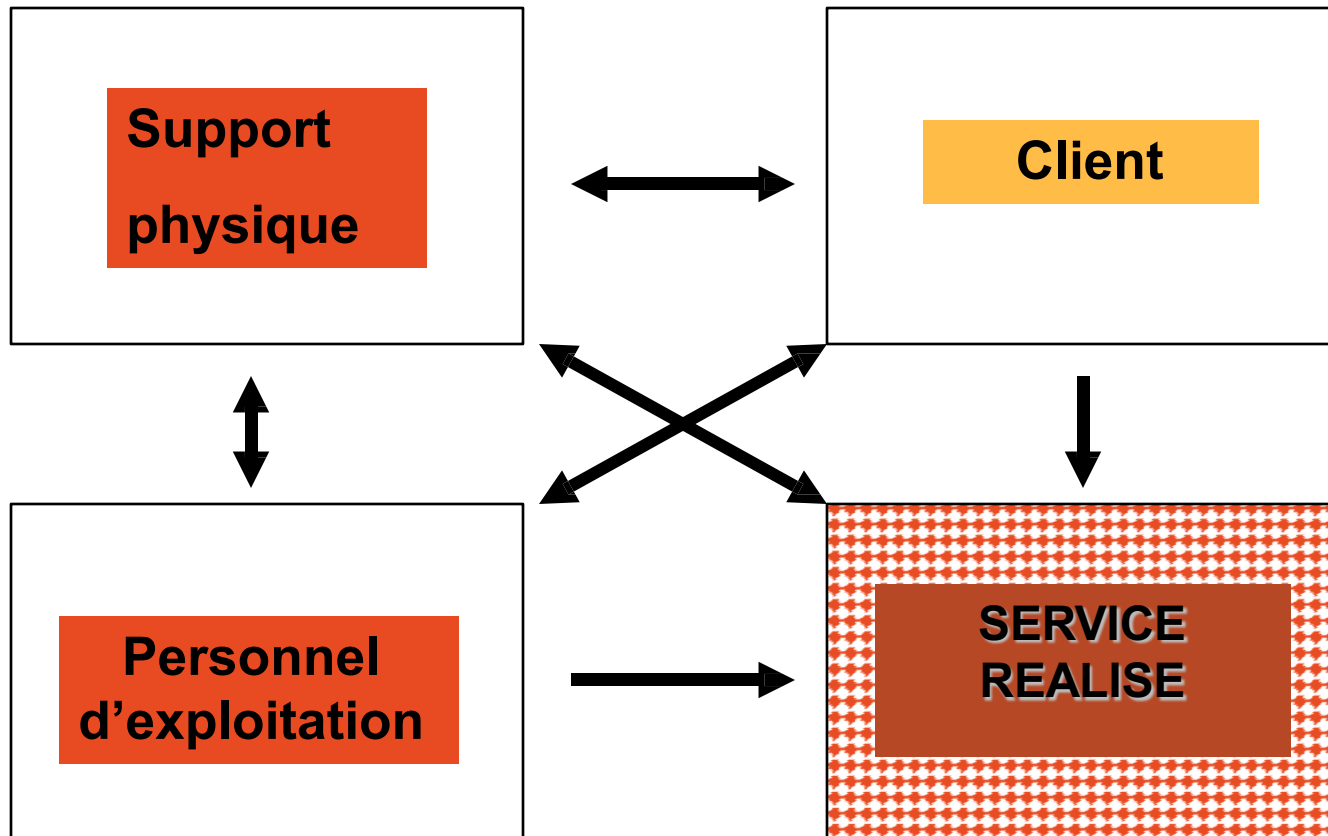 Support
physique
Client
Personnel
d’exploitation
SERVICE
REALISE